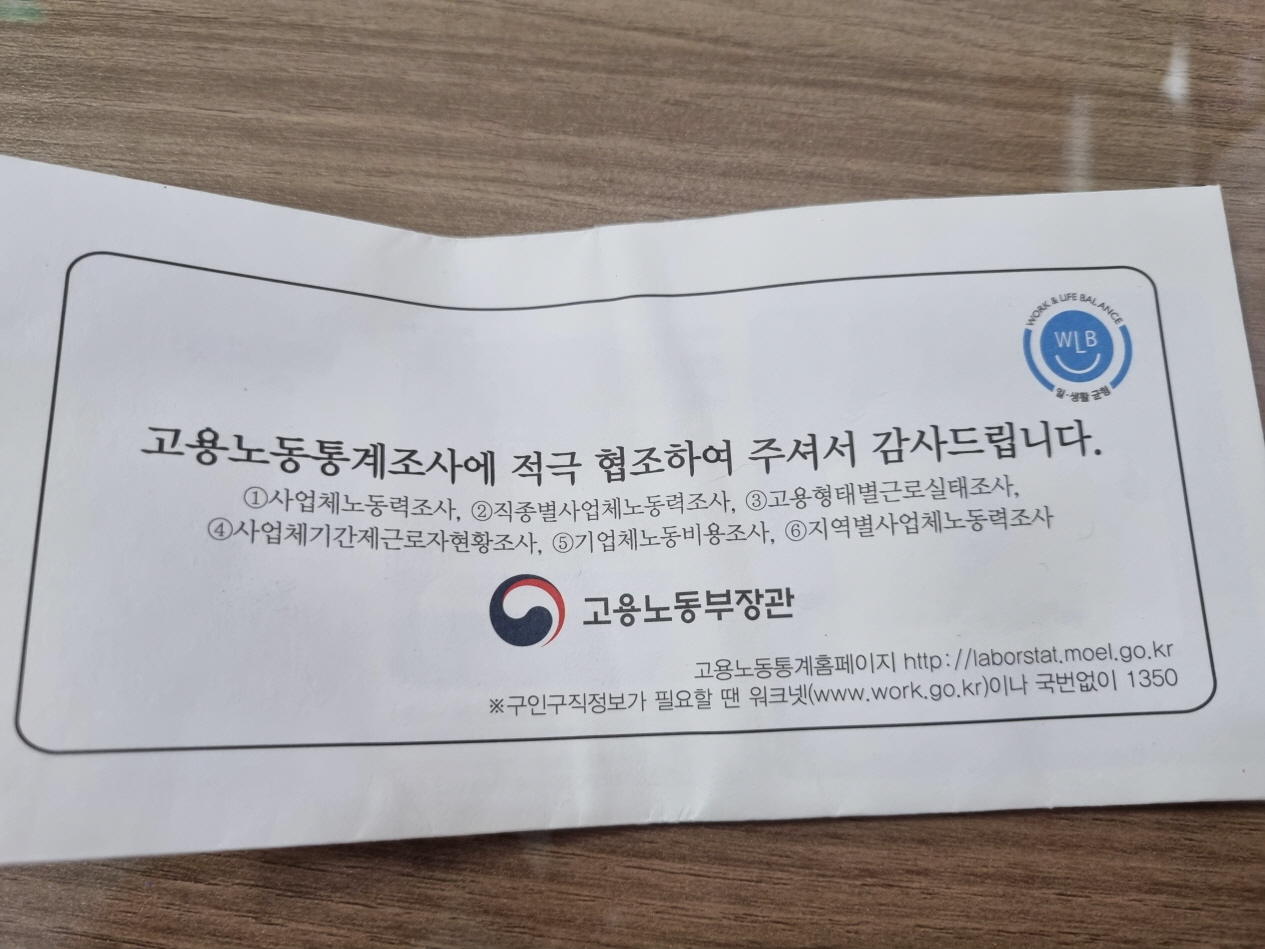 WORK & LIFE BALANCE
WLB
일·생활 균형
고용노동통계조사에 적극 협조하여 주셔서 감사드립니다.
①사업체노동력조사, ②직종별사업체노동력조사, ③고용형태별근로실태조사,
④사업체기간제근로자현황조사, ⑤기업체노동비용조사, ⑥지역별사업체노동력조사
고용노동부장관
고용노동통계홈페이지 http://laborstat.moel.go.kr
※구인구직정보가 필요할 땐 워크넷(www.work.go.kr)이나 국번없이 1350